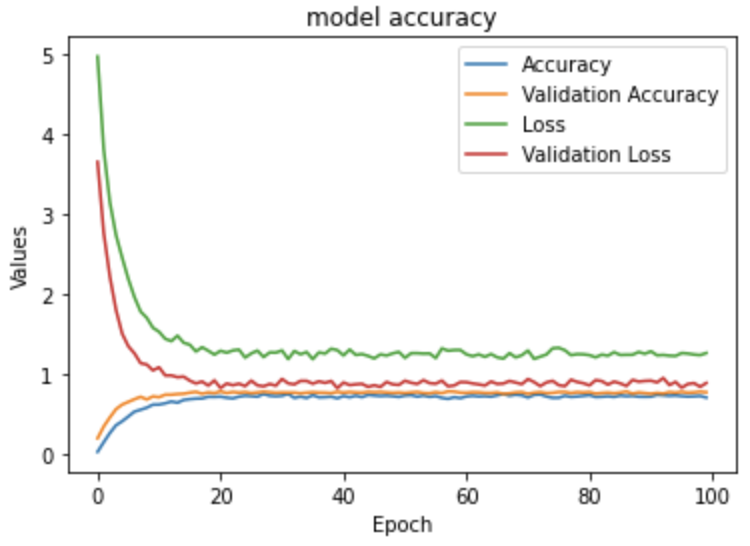 model accuracy
5
4
3
2
1
0
Values
Accuracy
Validation Accuracy
Loss
Validation Loss
0 20 40 60 80 100
Epoch